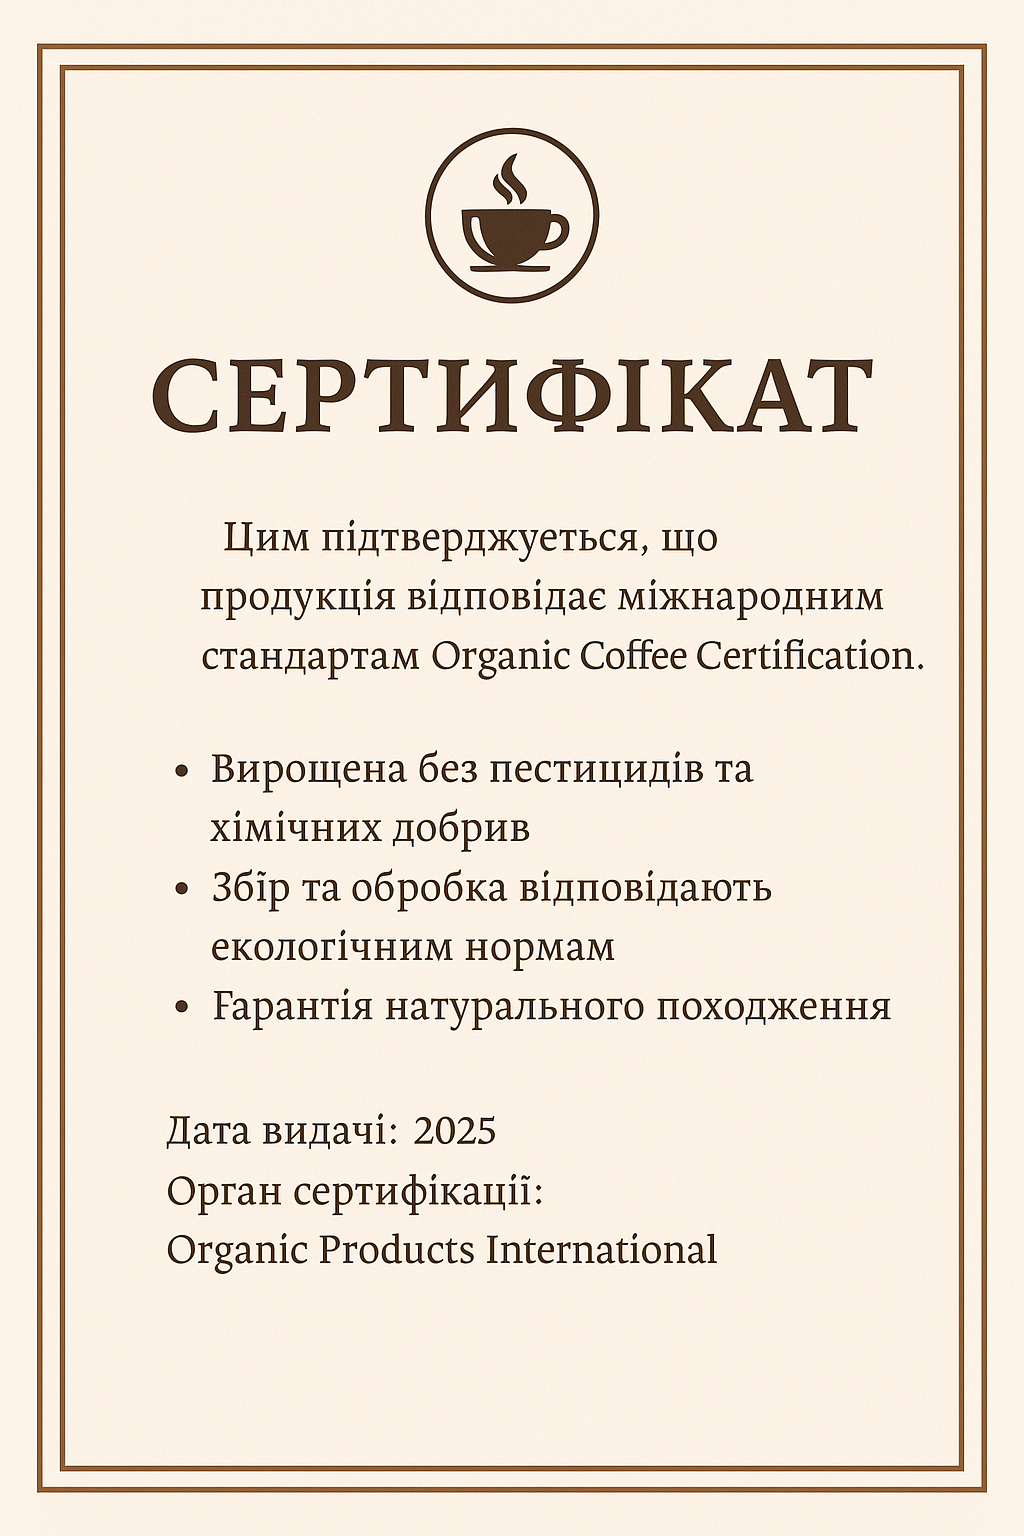 СЕРТИФІКАТ
Цим підтверджуеться, що
продукція відповідає міжнародним
стандартам Organic Coffee Certification.
• Вирощена без пестицидів та
хімічних добрив
• Збір та обробка відповідають
екологічним нормам
• Гарантія натурального походження
Дата видачі: 2025
Орган сертифікації:
Organic Products International